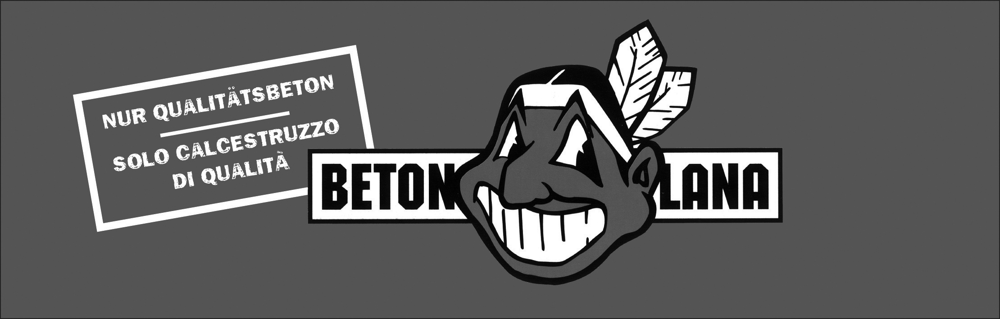 NUR QUALITÄTSBETON
SOLO CALCESTRUZZO
DI QUALITÀ
BETON LANA